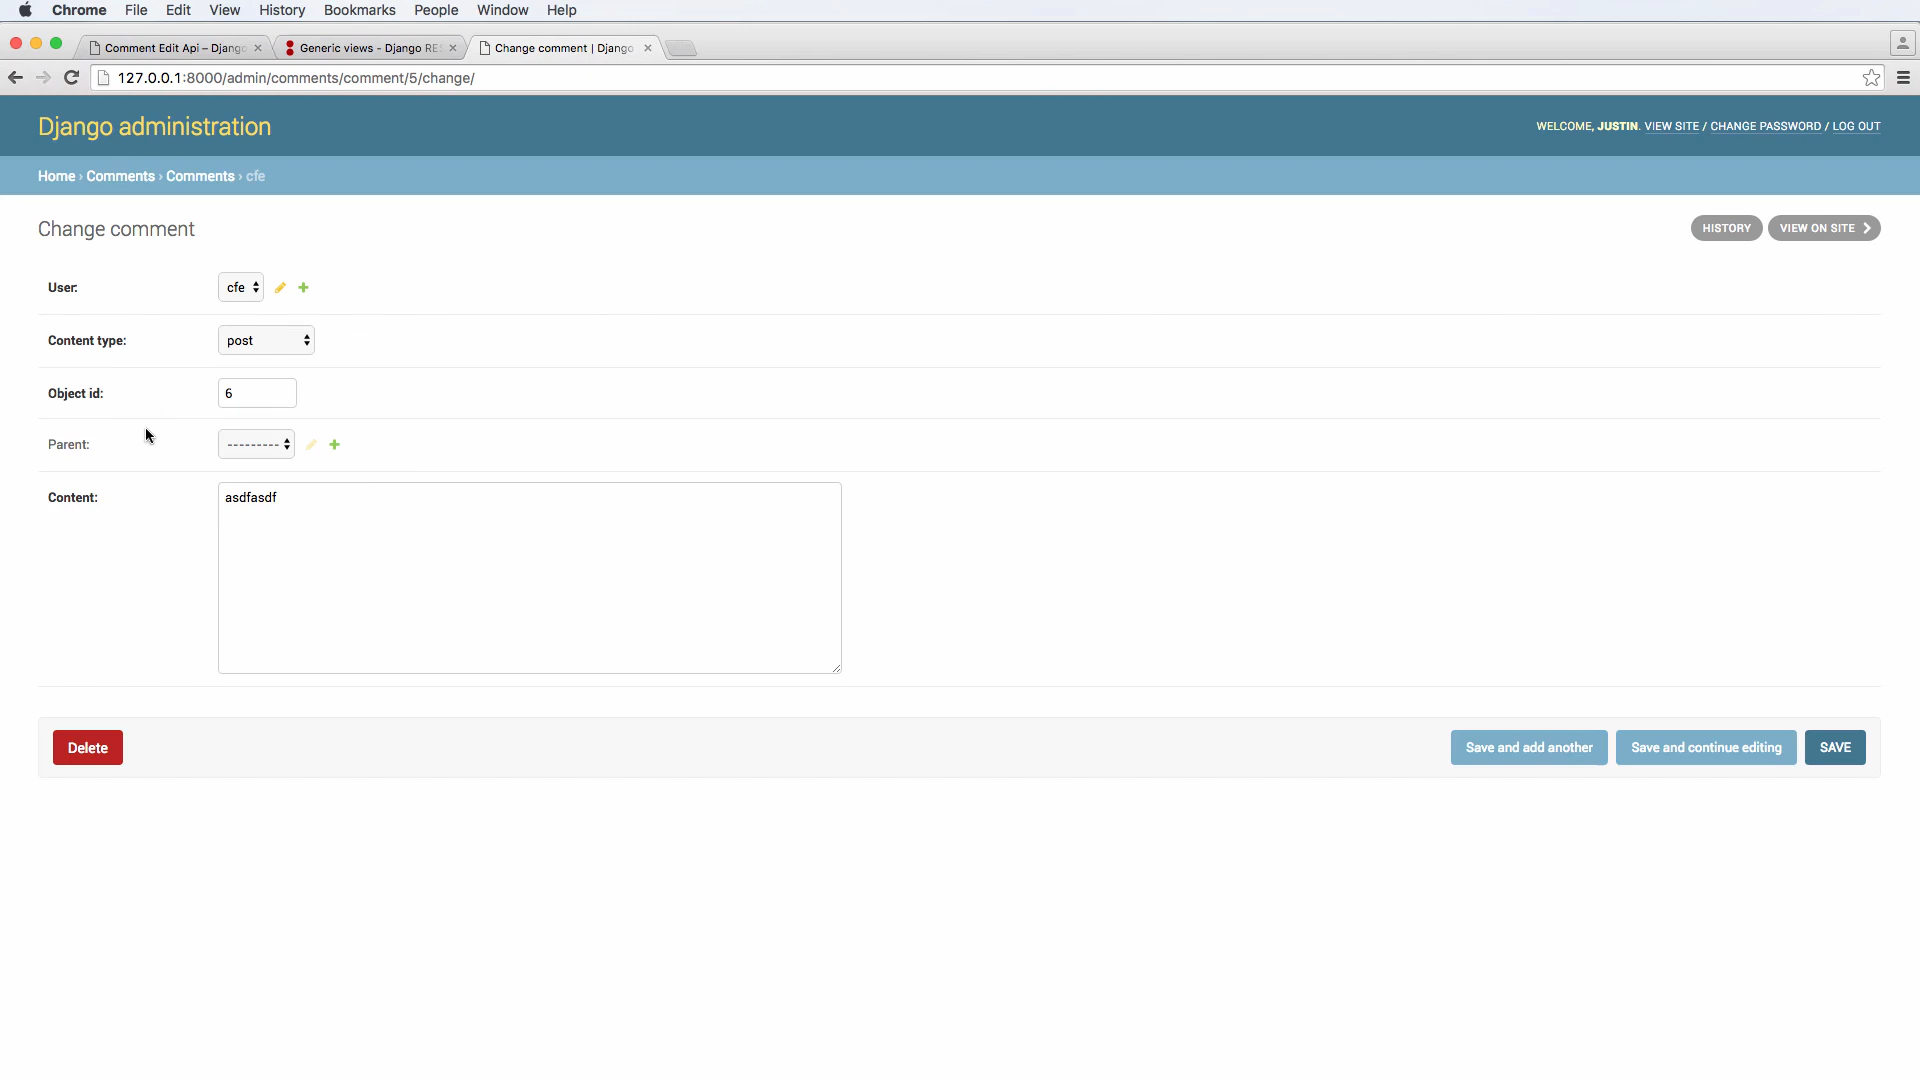 Chrome File Edit View History Bookmarks People Window Help
Comment Edit Api – Django Generic views - Django RES Change comment | Django
127.0.0.1:8000/admin/comments/comment/5/change/
Django administration
WELCOME, JUSTIN. VIEW SITE / CHANGE PASSWORD / LOG OUT
Home › Comments › Comments › cfe
Change comment
HISTORY VIEW ON SITE
User: cfe
Content type: post
Object id: 6
Parent: ---------
Content: asdfasdf
Delete Save and add another Save and continue editing SAVE